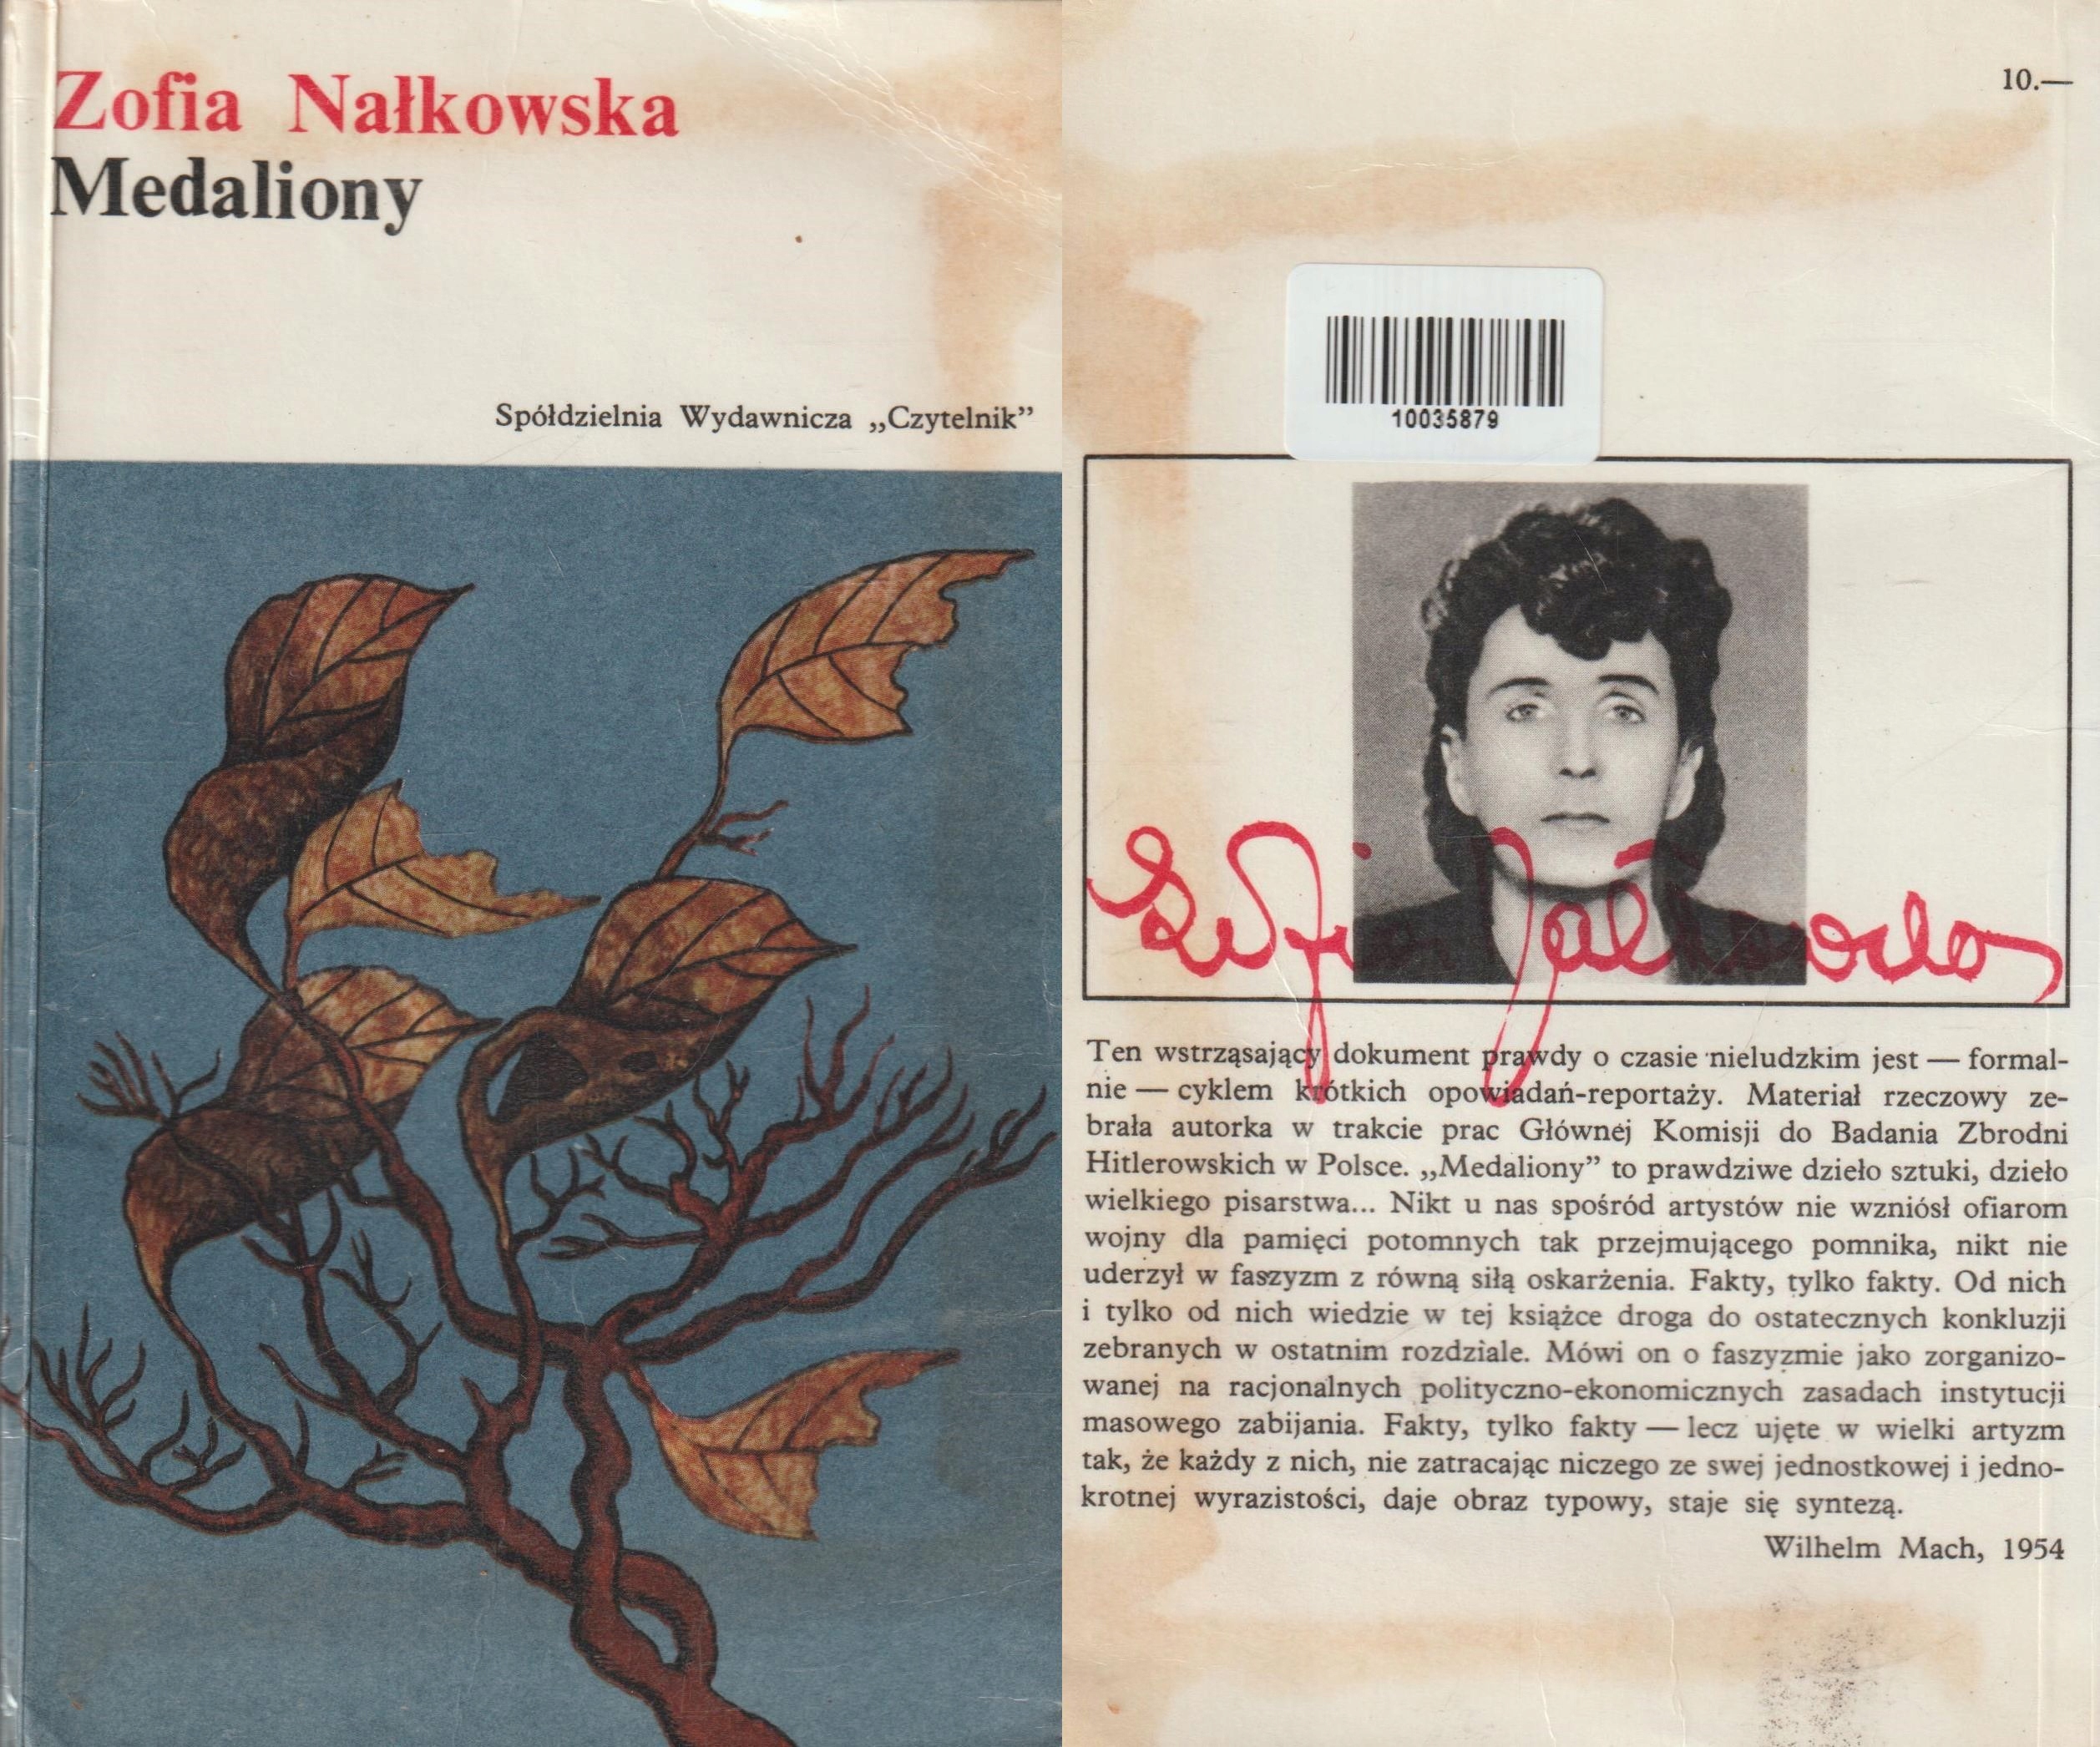 Zofia Nałkowska
Medaliony
Spółdzielnia Wydawnicza „Czytelnik”
10.—
10035879
Zofia Nałkowska
Ten wstrząsający dokument prawdy o czasie nieludzkim jest — formal-
nie — cyklem krótkich opowiadań-reportaży. Materiał rzeczowy ze-
brała autorka w trakcie prac Głównej Komisji do Badania Zbrodni
Hitlerowskich w Polsce. „Medaliony” to prawdziwe dzieło sztuki, dzieło
wielkiego pisarstwa... Nikt u nas spośród artystów nie wzniósł ofiarom
wojny dla pamięci potomnych tak przejmującego pomnika, nikt nie
uderzył w faszyzm z równą siłą oskarżenia. Fakty, tylko fakty. Od nich
i tylko od nich wiedzie w tej książce droga do ostatecznych konkluzji
zebranych w ostatnim rozdziale. Mówi on o faszyzmie jako zorganizo-
wanej na racjonalnych polityczno-ekonomicznych zasadach instytucji
masowego zabijania. Fakty, tylko fakty — lecz ujęte w wielki artyzm
tak, że każdy z nich, nie zatracając niczego ze swej jednostkowej i jedno-
krotnej wyrazistości, daje obraz typowy, staje się syntezą.
Wilhelm Mach, 1954